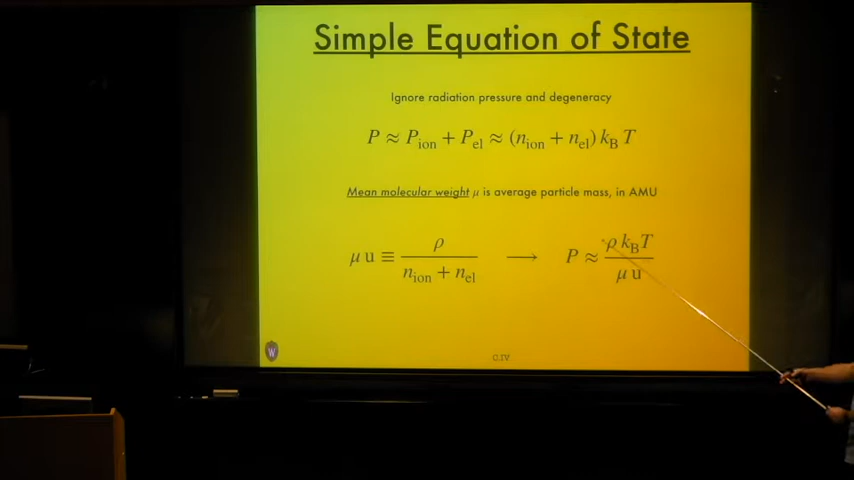 Simple Equation of State
Ignore radiation pressure and degeneracy
P ≈ P_ion + P_el ≈ (n_ion + n_el) k_B T
Mean molecular weight μ is average particle mass, in AMU
μ u ≡ ρ / (n_ion + n_el) ⟶ P ≈ ρ k_B T / (μ u)
W
C.IV